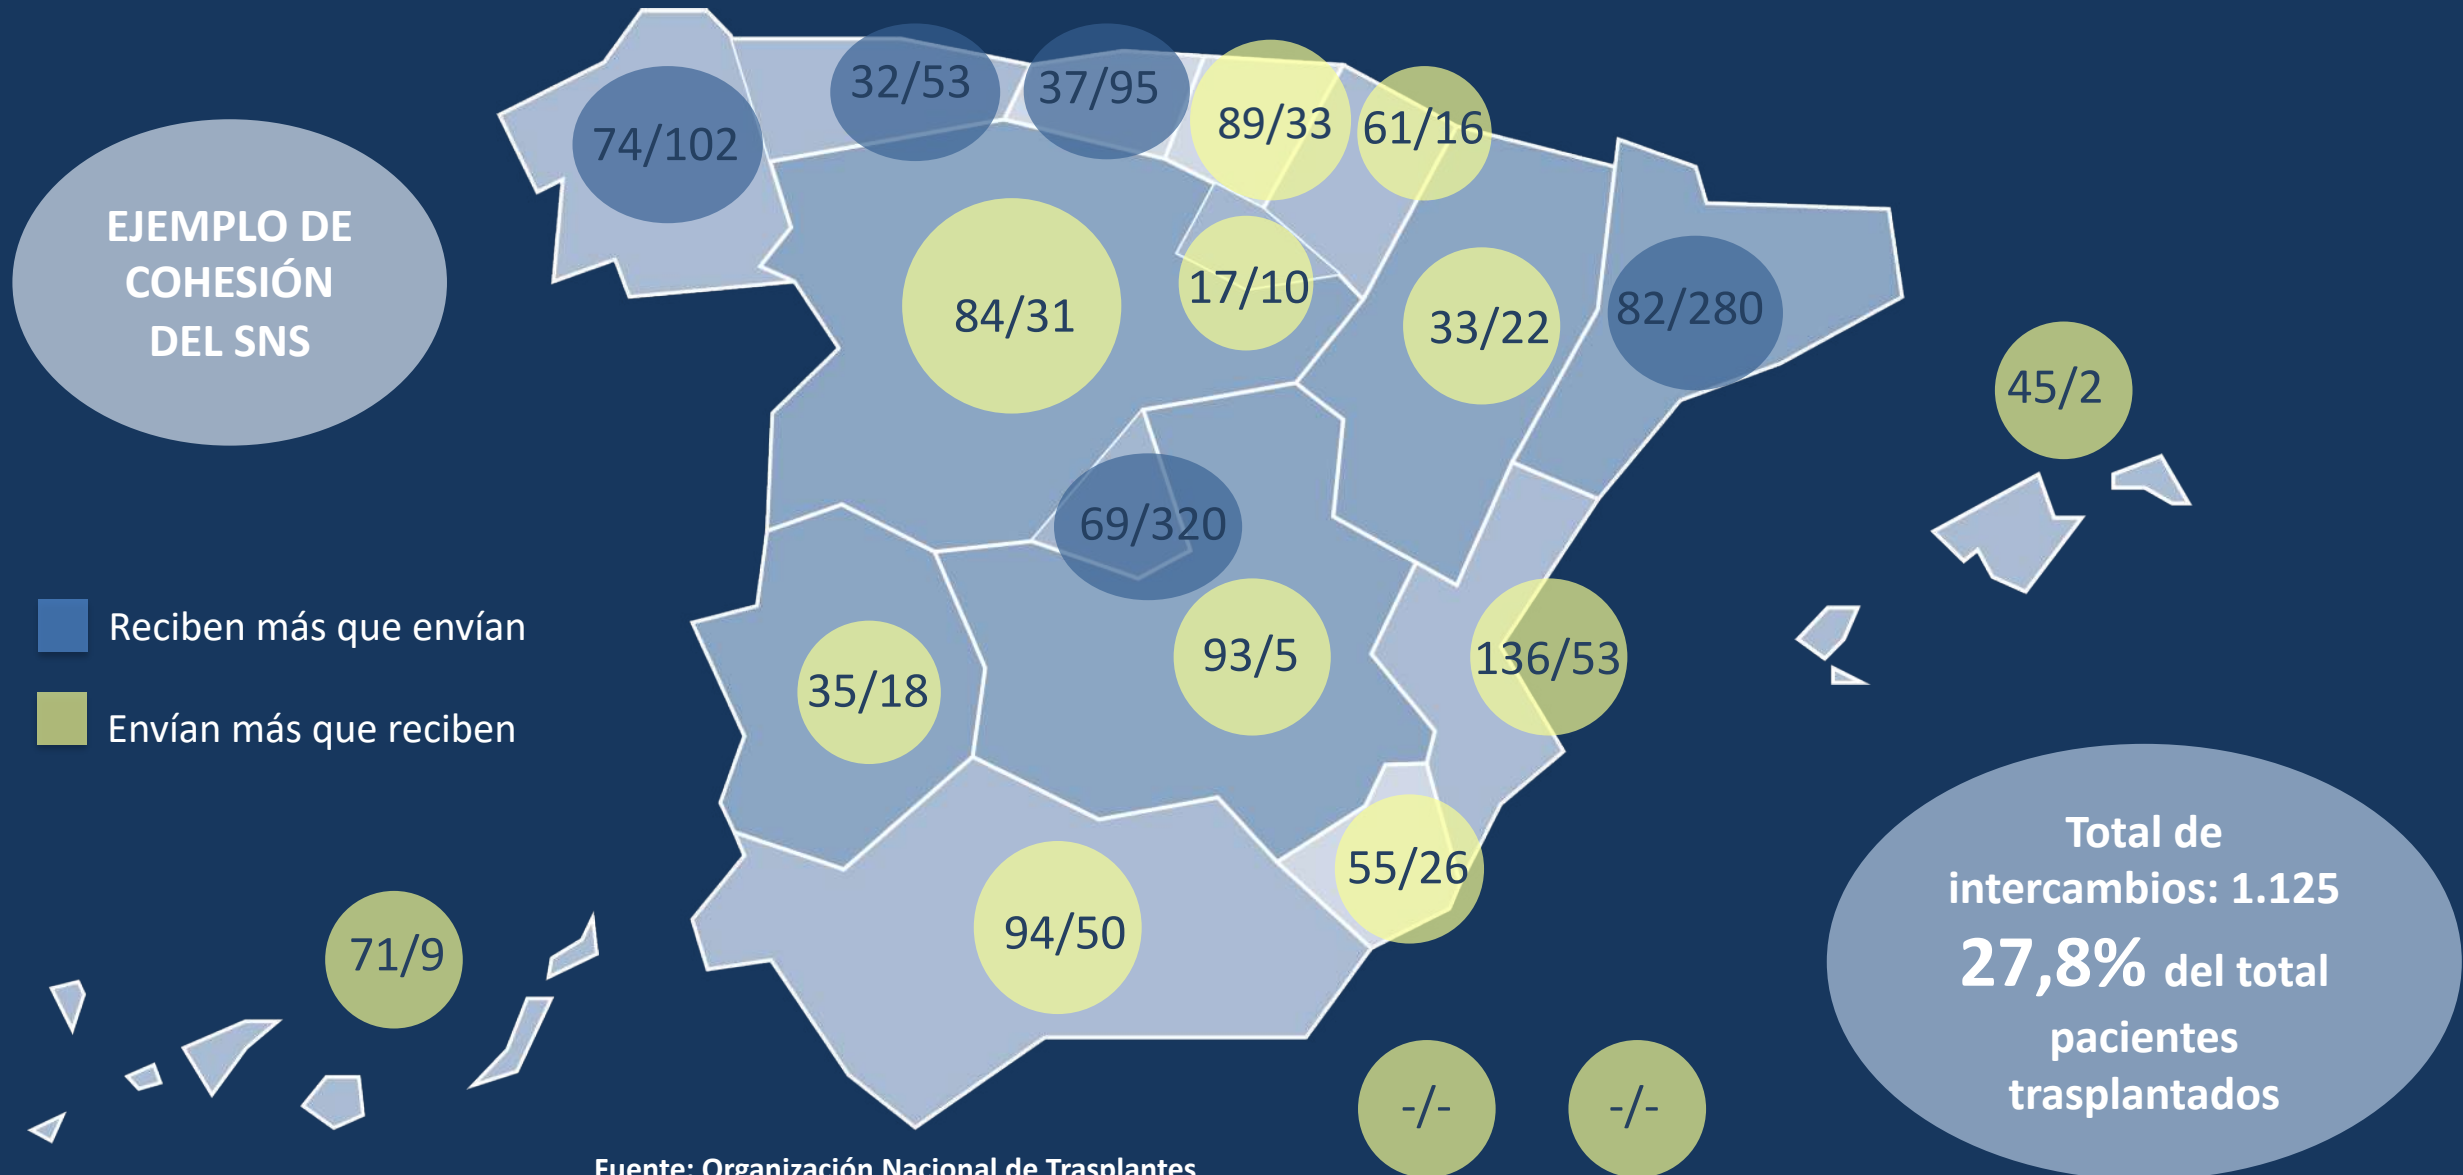 EJEMPLO DE
COHESIÓN
DEL SNS
74/102
32/53
37/95
89/33
61/16
84/31
17/10
33/22
82/280
45/2
69/320
Reciben más que envían
Envían más que reciben
35/18
93/5
136/53
55/26
94/50
71/9
-/-
-/-
Total de
intercambios: 1.125
27,8% del total
pacientes
trasplantados
Fuente: Organización Nacional de Trasplantes